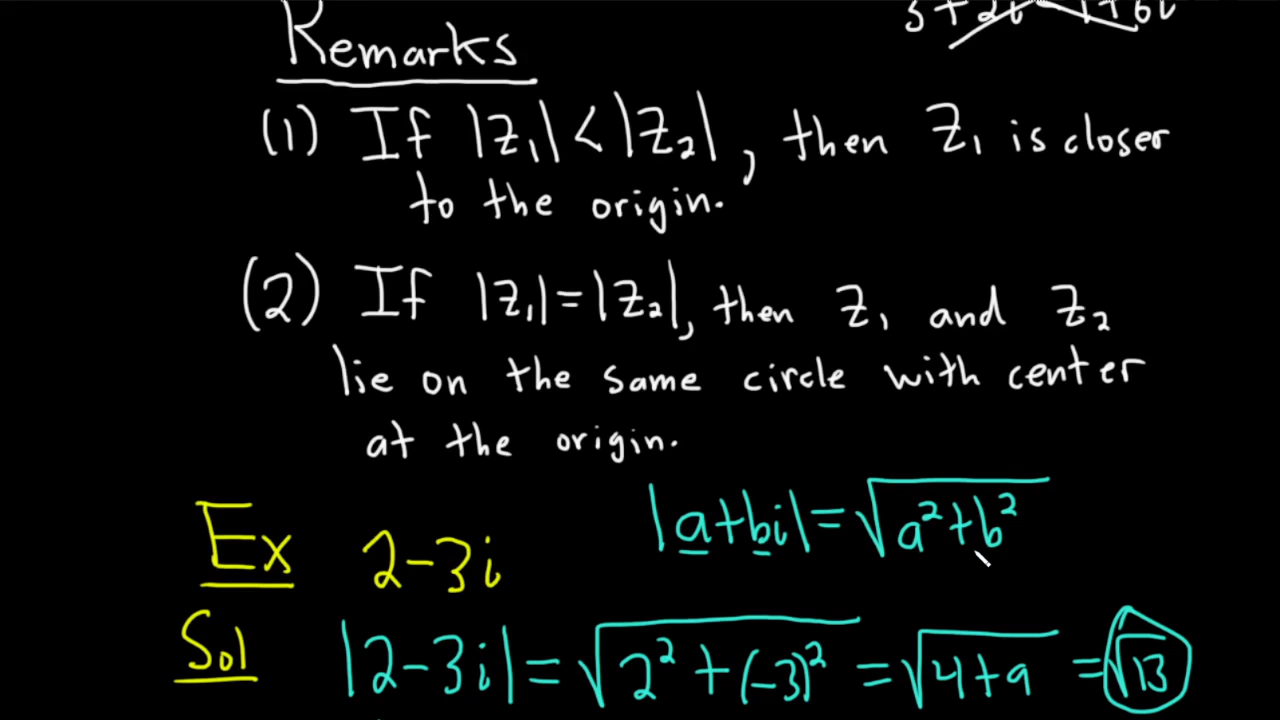 Remarks
(1) If |z₁| < |z₂|, then z₁ is closer
to the origin.
(2) If |z₁| = |z₂|, then z₁ and z₂
lie on the same circle with center
at the origin.
|a+bi| = √(a²+b²)
Ex 2-3i
Sol |2-3i| = √(2² + (-3)²) = √(4+9) = √13